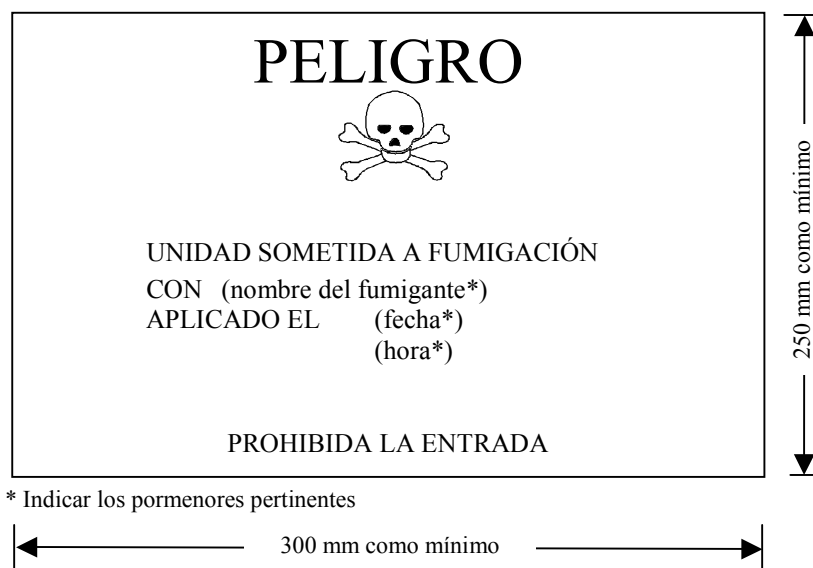 PELIGRO
UNIDAD SOMETIDA A FUMIGACIÓN
CON (nombre del fumigante*)
APLICADO EL (fecha*)
(hora*)
PROHIBIDA LA ENTRADA
250 mm como mínimo
* Indicar los pormenores pertinentes
300 mm como mínimo